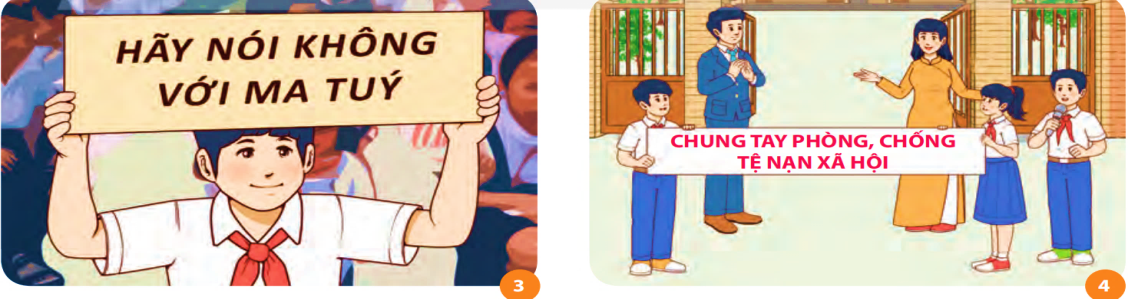 HÃY NÓI KHÔNG
VỚI MA TUÝ
3
CHUNG TAY PHÒNG, CHỐNG
TỆ NẠN XÃ HỘI
4